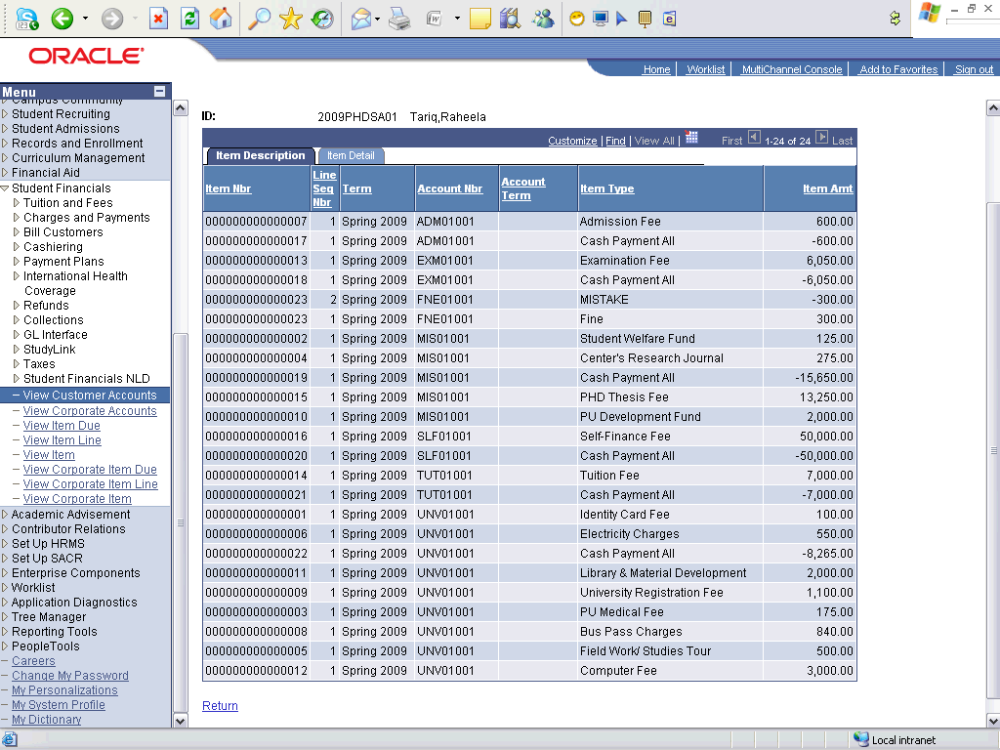 ORACLE
Home Worklist MultiChannel Console Add to Favorites Sign out
Menu
Campus Community
Student Recruiting
Student Admissions
Records and Enrollment
Curriculum Management
Financial Aid
Student Financials
Tuition and Fees
Charges and Payments
Bill Customers
Cashiering
Payment Plans
International Health
Coverage
Refunds
Collections
GL Interface
StudyLink
Taxes
Student Financials NLD
– View Customer Accounts
– View Corporate Accounts
– View Item Due
– View Item Line
– View Item
– View Corporate Item Due
– View Corporate Item Line
– View Corporate Item
Academic Advisement
Contributor Relations
Set Up HRMS
Set Up SACR
Enterprise Components
Worklist
Application Diagnostics
Tree Manager
Reporting Tools
PeopleTools
– Careers
– Change My Password
– My Personalizations
– My System Profile
– My Dictionary
ID: 2009PHDSA01 Tariq,Raheela
Customize | Find | View All | First 1-24 of 24 Last
Item Description Item Detail
Item Nbr Line Seq Nbr Term Account Nbr Account Term Item Type Item Amt
000000000000007 1 Spring 2009 ADM01001 Admission Fee 600.00
000000000000017 1 Spring 2009 ADM01001 Cash Payment All -600.00
000000000000013 1 Spring 2009 EXM01001 Examination Fee 6,050.00
000000000000018 1 Spring 2009 EXM01001 Cash Payment All -6,050.00
000000000000023 2 Spring 2009 FNE01001 MISTAKE -300.00
000000000000023 1 Spring 2009 FNE01001 Fine 300.00
000000000000002 1 Spring 2009 MIS01001 Student Welfare Fund 125.00
000000000000004 1 Spring 2009 MIS01001 Center's Research Journal 275.00
000000000000019 1 Spring 2009 MIS01001 Cash Payment All -15,650.00
000000000000015 1 Spring 2009 MIS01001 PHD Thesis Fee 13,250.00
000000000000010 1 Spring 2009 MIS01001 PU Development Fund 2,000.00
000000000000016 1 Spring 2009 SLF01001 Self-Finance Fee 50,000.00
000000000000020 1 Spring 2009 SLF01001 Cash Payment All -50,000.00
000000000000014 1 Spring 2009 TUT01001 Tuition Fee 7,000.00
000000000000021 1 Spring 2009 TUT01001 Cash Payment All -7,000.00
000000000000001 1 Spring 2009 UNV01001 Identity Card Fee 100.00
000000000000006 1 Spring 2009 UNV01001 Electricity Charges 550.00
000000000000022 1 Spring 2009 UNV01001 Cash Payment All -8,265.00
000000000000011 1 Spring 2009 UNV01001 Library & Material Development 2,000.00
000000000000009 1 Spring 2009 UNV01001 University Registration Fee 1,100.00
000000000000003 1 Spring 2009 UNV01001 PU Medical Fee 175.00
000000000000008 1 Spring 2009 UNV01001 Bus Pass Charges 840.00
000000000000005 1 Spring 2009 UNV01001 Field Work/ Studies Tour 500.00
000000000000012 1 Spring 2009 UNV01001 Computer Fee 3,000.00
Return
Local intranet